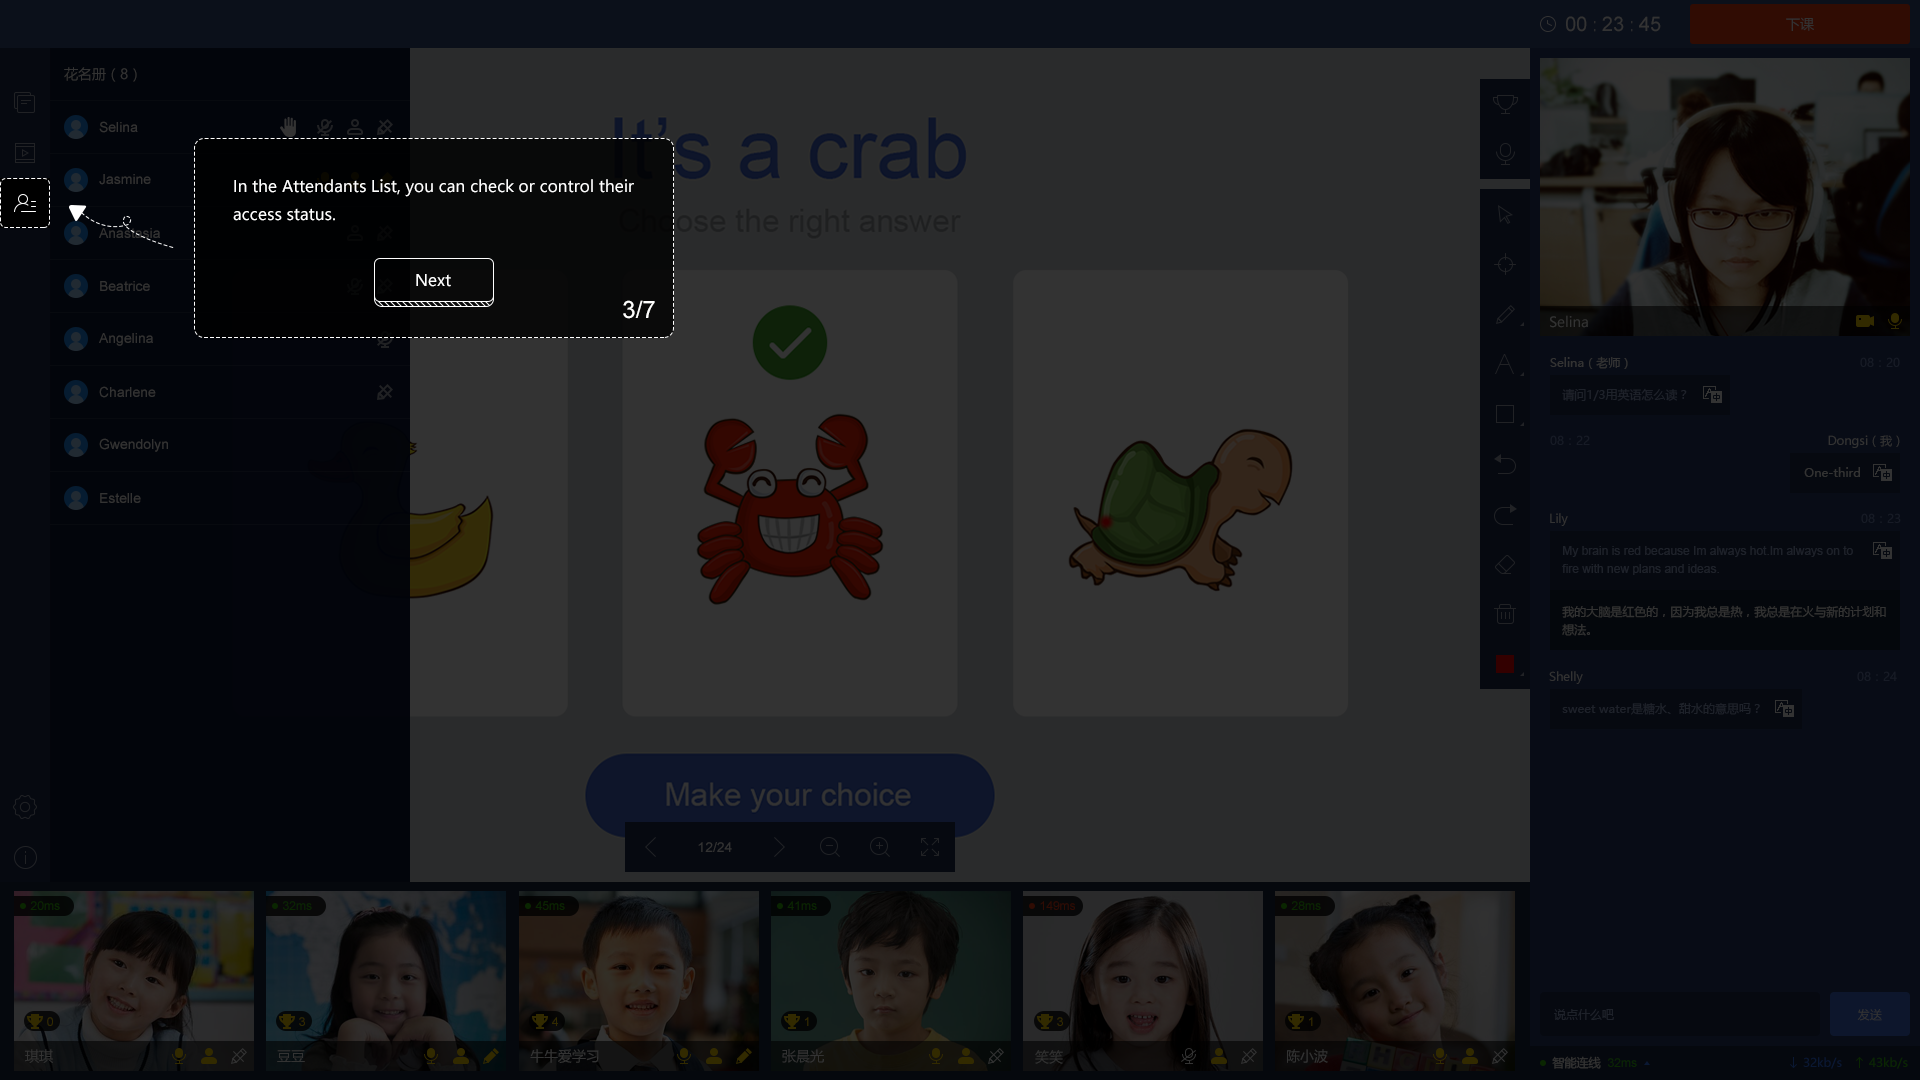 00 : 23 : 45
下课
花名册 ( 8 )
Selina
Jasmine
Anastasia
Beatrice
Angelina
Charlene
Gwendolyn
Estelle
In the Attendants List, you can check or control their
access status.
Next
3/7
It's a crab
Choose the right answer
Make your choice
12/24
Selina
Selina ( 老师 )
08 : 20
请问1/3用英语怎么读？
08 : 22
Dongsi ( 我 )
One-third
Lily
08 : 23
My brain is red because Im always hot.Im always on to
fire with new plans and ideas.
我的大脑是红色的，因为我总是热，我总是在火与新的计划和
想法。
Shelly
08 : 24
sweet water是糖水、甜水的意思吗？
说点什么吧
发送
智能连线 32ms
↓ 32kb/s ↑ 43kb/s
20ms
0
琪琪
32ms
3
豆豆
45ms
4
牛牛爱学习
41ms
1
张晨光
149ms
3
笑笑
28ms
1
陈小波